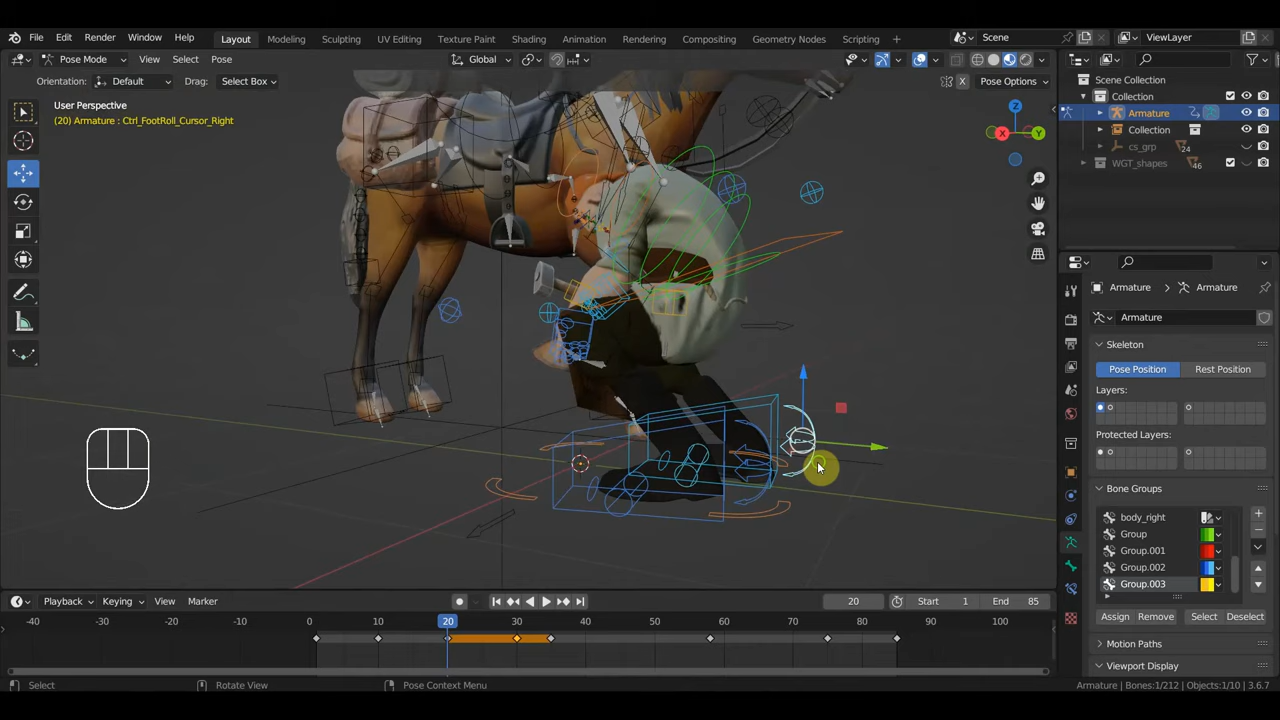 File Edit Render Window Help Layout Modeling Sculpting UV Editing Texture Paint Shading Animation Rendering Compositing Geometry Nodes Scripting + Scene ViewLayer
Pose Mode View Select Pose Global
Orientation: Default Drag: Select Box X Pose Options
User Perspective
(20) Armature : Ctrl_FootRoll_Cursor_Right
Z
X
Y
Scene Collection
Collection
Armature
Collection
cs_grp 24
WGT_shapes 46
Armature Armature
Armature
Skeleton
Pose Position Rest Position
Layers:
Protected Layers:
Bone Groups
body_right
Group
Group.001
Group.002
Group.003
Assign Remove Select Deselect
Motion Paths
Viewport Display
Playback Keying View Marker 20 Start 1 End 85
-40 -30 -20 -10 0 10 20 30 40 50 60 70 80 90 100 110 120 130
Select Rotate View Pose Context Menu Armature | Bones:1/212 | Objects:1/10 | 3.6.7